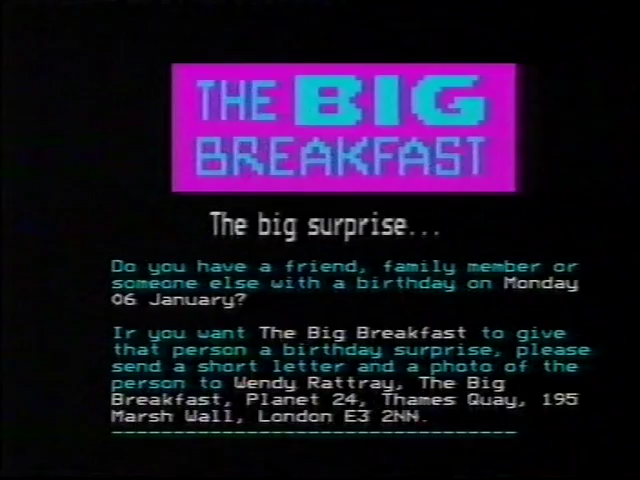 THE BIG
BREAKFAST
The big surprise...
Do you have a friend, family member or
someone else with a birthday on Monday
06 January?
Ir you want The Big Breakfast to give
that person a birthday surprise, please
send a short letter and a photo of the
person to Wendy Rattray, The Big
Breakfast, Planet 24, Thames Quay, 195
Marsh Wall, London E3 2NN.